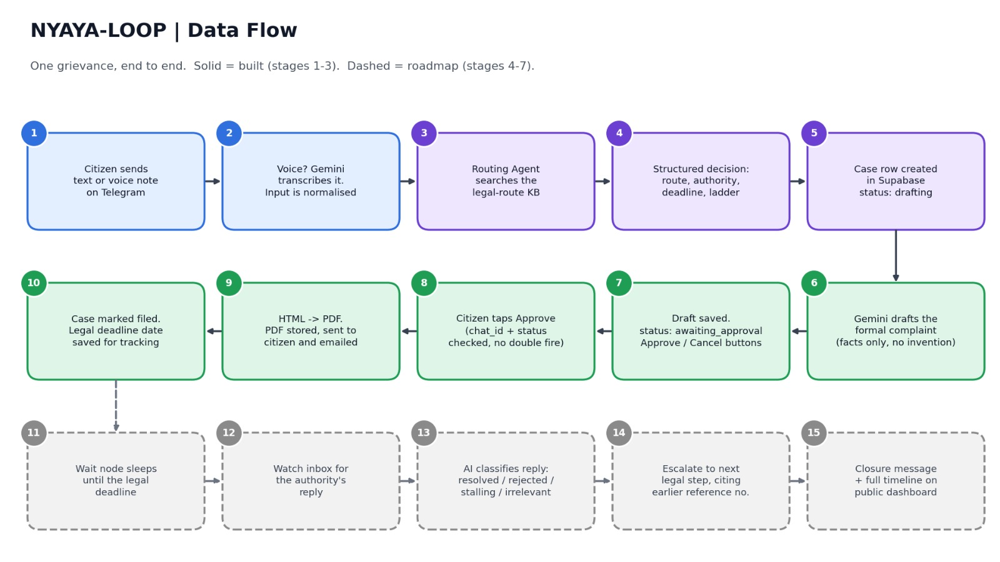 NYAYA-LOOP | Data Flow
One grievance, end to end.  Solid = built (stages 1-3).  Dashed = roadmap (stages 4-7).
1
Citizen sends
text or voice note
on Telegram
2
Voice? Gemini
transcribes it.
Input is normalised
3
Routing Agent
searches the
legal-route KB
4
Structured decision:
route, authority,
deadline, ladder
5
Case row created
in Supabase
status: drafting
6
Gemini drafts the
formal complaint
(facts only, no invention)
7
Draft saved.
status: awaiting_approval
Approve / Cancel buttons
8
Citizen taps Approve
(chat_id + status
checked, no double fire)
9
HTML -> PDF.
PDF stored, sent to
citizen and emailed
10
Case marked filed.
Legal deadline date
saved for tracking
11
Wait node sleeps
until the legal
deadline
12
Watch inbox for
the authority's
reply
13
AI classifies reply:
resolved / rejected /
stalling / irrelevant
14
Escalate to next
legal step, citing
earlier reference no.
15
Closure message
+ full timeline on
public dashboard